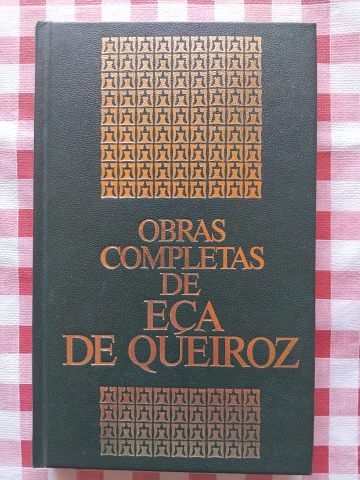 OBRAS
COMPLETAS
DE
EÇA
DE QUEIROZ